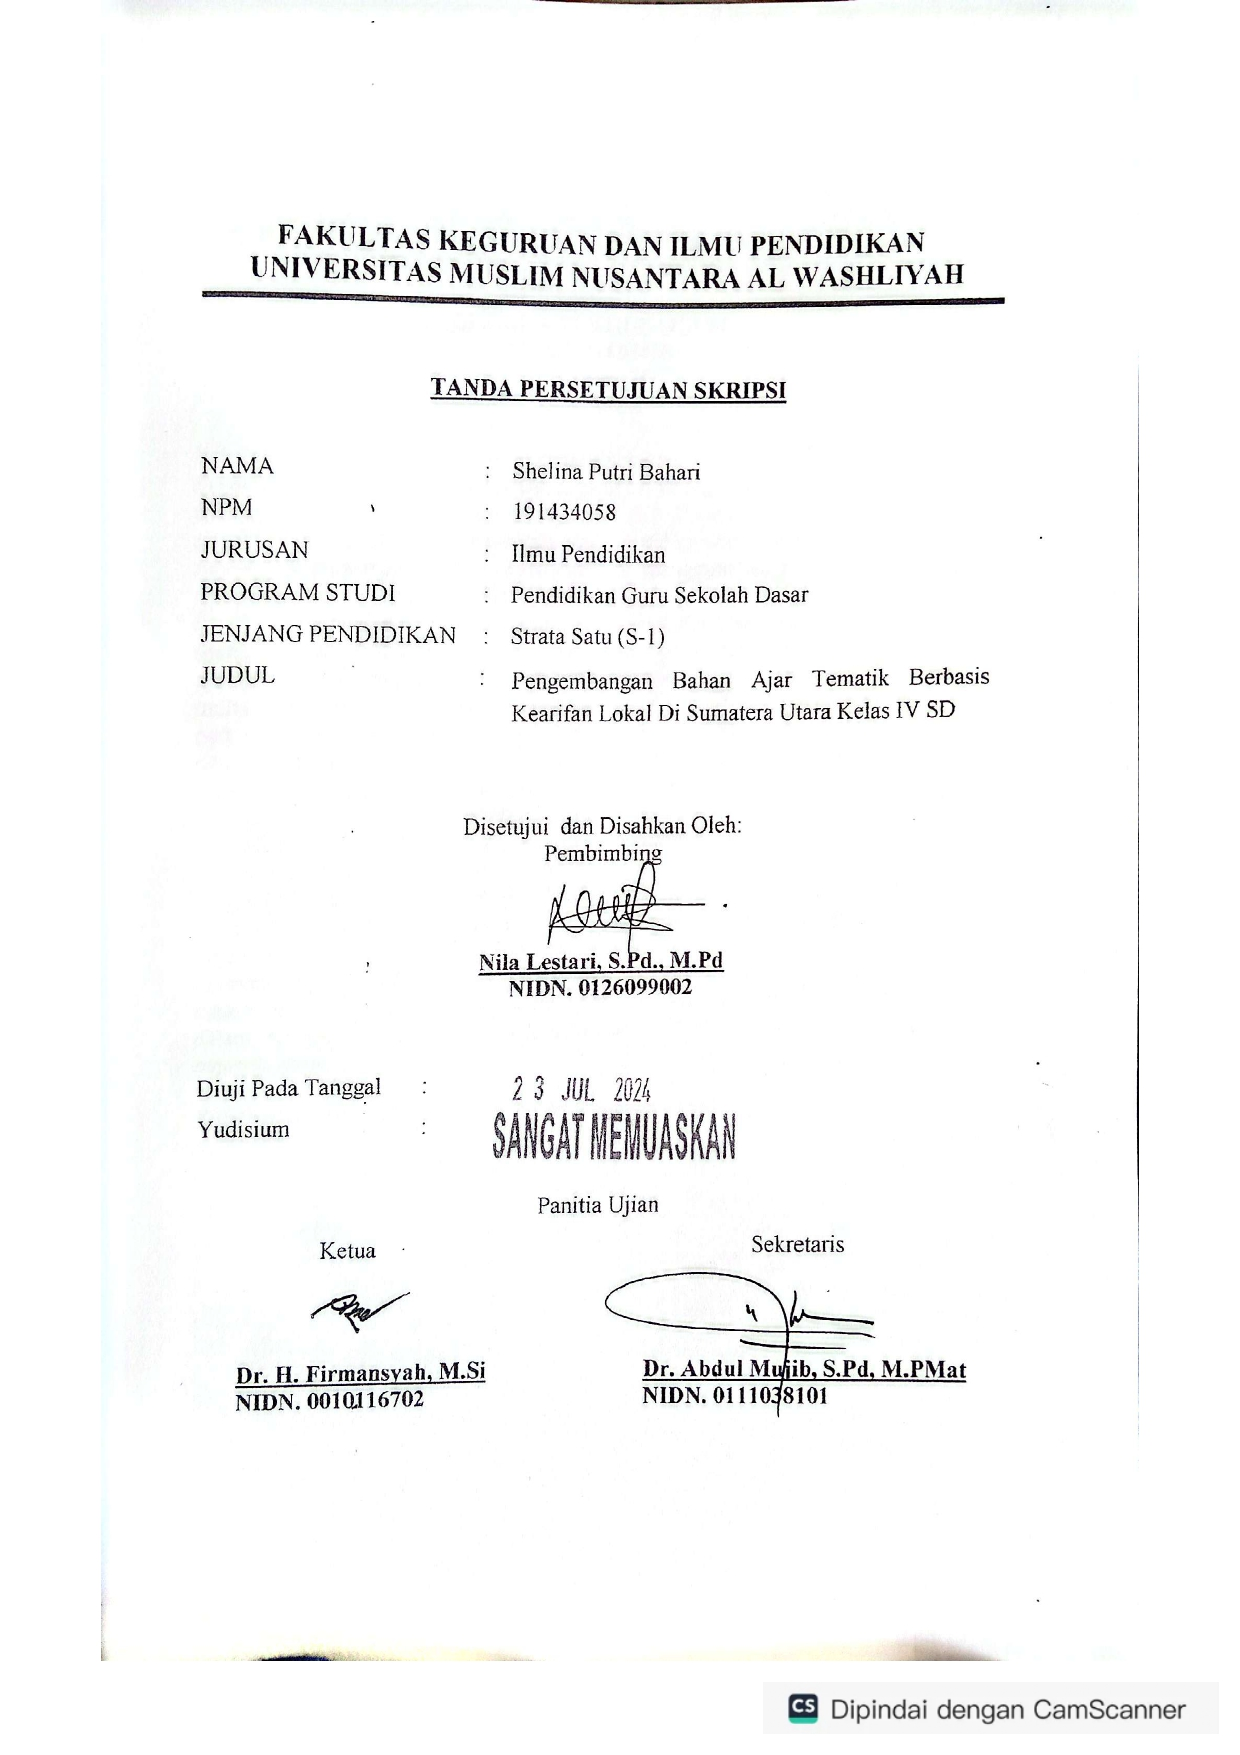 FAKULTAS KEGURUAN DAN ILMU PENDIDIKAN
UNIVERSITAS MUSLIM NUSANTARA AL WASHLIYAH
TANDA PERSETUJUAN SKRIPSI
NAMA : Shelina Putri Bahari
NPM : 191434058
JURUSAN : Ilmu Pendidikan
PROGRAM STUDI : Pendidikan Guru Sekolah Dasar
JENJANG PENDIDIKAN : Strata Satu (S-1)
JUDUL : Pengembangan Bahan Ajar Tematik Berbasis
Kearifan Lokal Di Sumatera Utara Kelas IV SD
Disetujui dan Disahkan Oleh:
Pembimbing
Nila Lestari, S.Pd., M.Pd
NIDN. 0126099002
Diuji Pada Tanggal : 23 JUL 2024
Yudisium : SANGAT MEMUASKAN
Panitia Ujian
Ketua Sekretaris
Dr. H. Firmansyah, M.Si Dr. Abdul Mujib, S.Pd, M.PMat
NIDN. 0010116702 NIDN. 0111038101
CS Dipindai dengan CamScanner